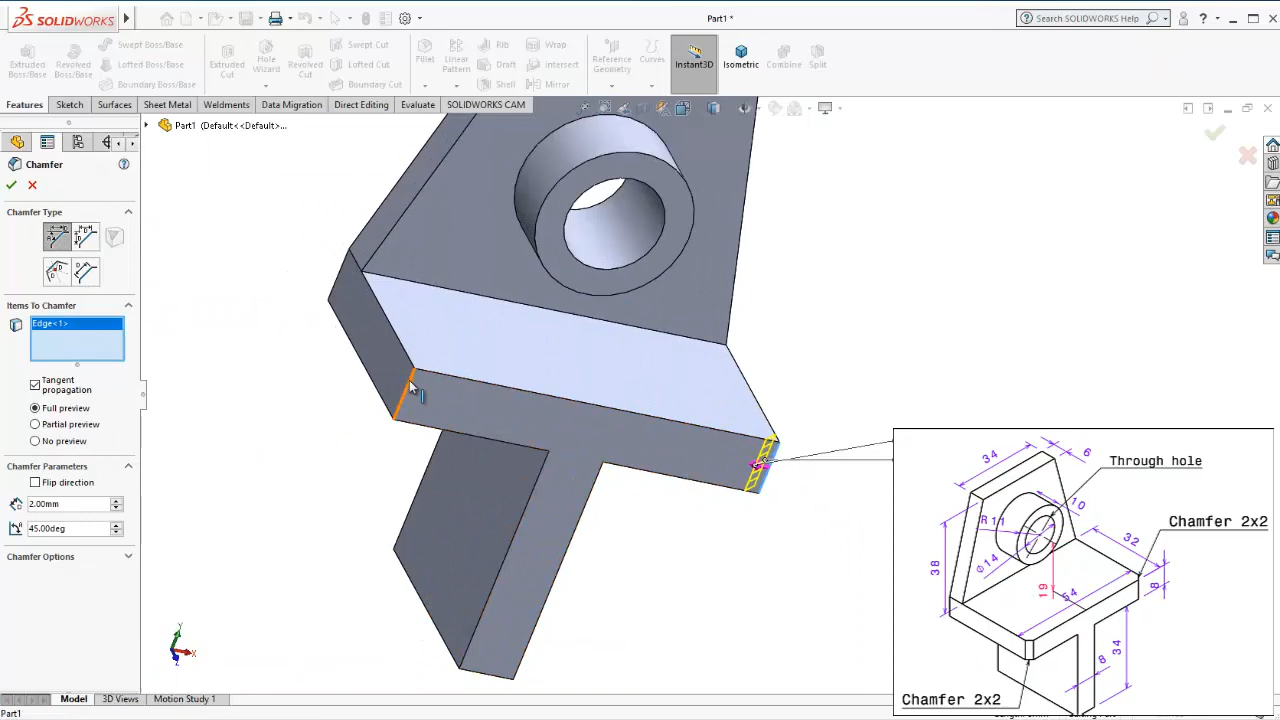 SOLIDWORKS
Part1 *
Search SOLIDWORKS Help
Extruded Boss/Base
Revolved Boss/Base
Swept Boss/Base
Lofted Boss/Base
Boundary Boss/Base
Extruded Cut
Hole Wizard
Revolved Cut
Swept Cut
Lofted Cut
Boundary Cut
Fillet
Linear Pattern
Rib
Draft
Shell
Wrap
Intersect
Mirror
Reference Geometry
Curves
Instant3D
Isometric
Combine
Split
Features
Sketch
Surfaces
Sheet Metal
Weldments
Data Migration
Direct Editing
Evaluate
SOLIDWORKS CAM
Part1 (Default<<Default>...
Chamfer
Chamfer Type
Items To Chamfer
Edge<1>
Tangent propagation
Full preview
Partial preview
No preview
Chamfer Parameters
Flip direction
2.00mm
45.00deg
Chamfer Options
34
6
Through hole
10
R11
Chamfer 2x2
32
Ø14
38
19
54
8
34
8
Chamfer 2x2
Y
X
Z
Model
3D Views
Motion Study 1
Part1